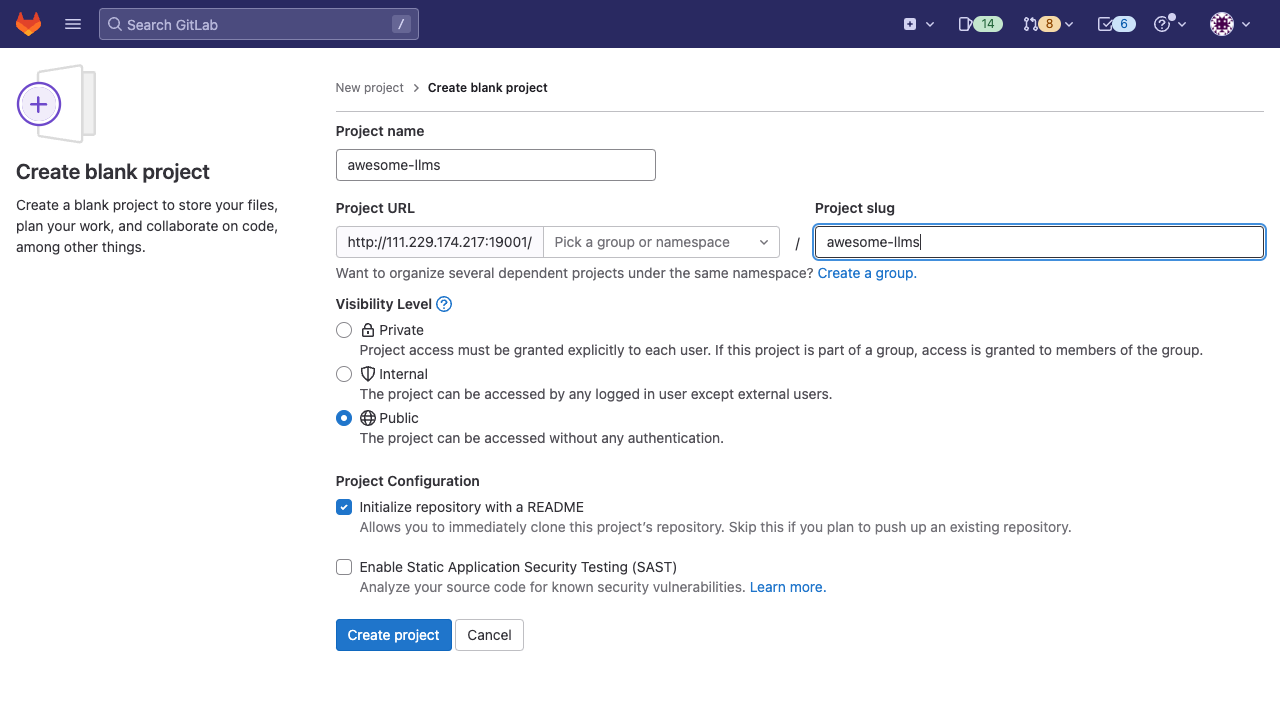 Search GitLab
/
14
8
6
Create blank project
Create a blank project to store your files,
plan your work, and collaborate on code,
among other things.
New project
Create blank project
Project name
awesome-llms
Project URL
Project slug
http://111.229.174.217:19001/
Pick a group or namespace
/
awesome-llms
Want to organize several dependent projects under the same namespace? Create a group.
Visibility Level
Private
Project access must be granted explicitly to each user. If this project is part of a group, access is granted to members of the group.
Internal
The project can be accessed by any logged in user except external users.
Public
The project can be accessed without any authentication.
Project Configuration
Initialize repository with a README
Allows you to immediately clone this project's repository. Skip this if you plan to push up an existing repository.
Enable Static Application Security Testing (SAST)
Analyze your source code for known security vulnerabilities. Learn more.
Create project
Cancel